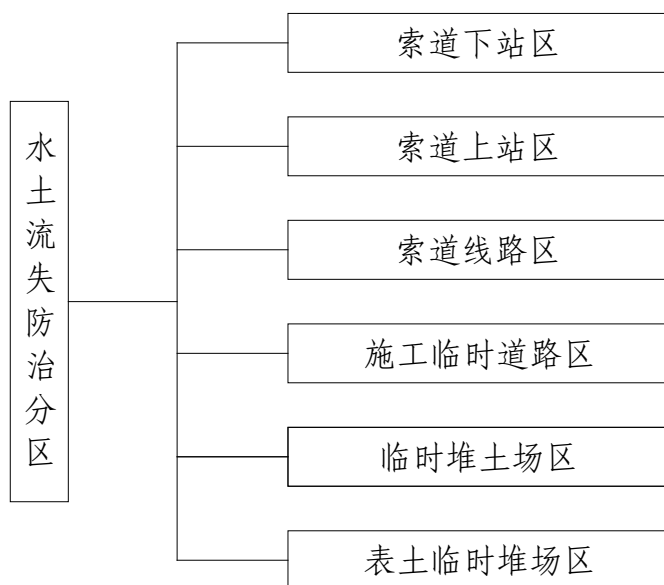 水土流失防治分区
索道下站区
索道上站区
索道线路区
施工临时道路区
临时堆土场区
表土临时堆场区